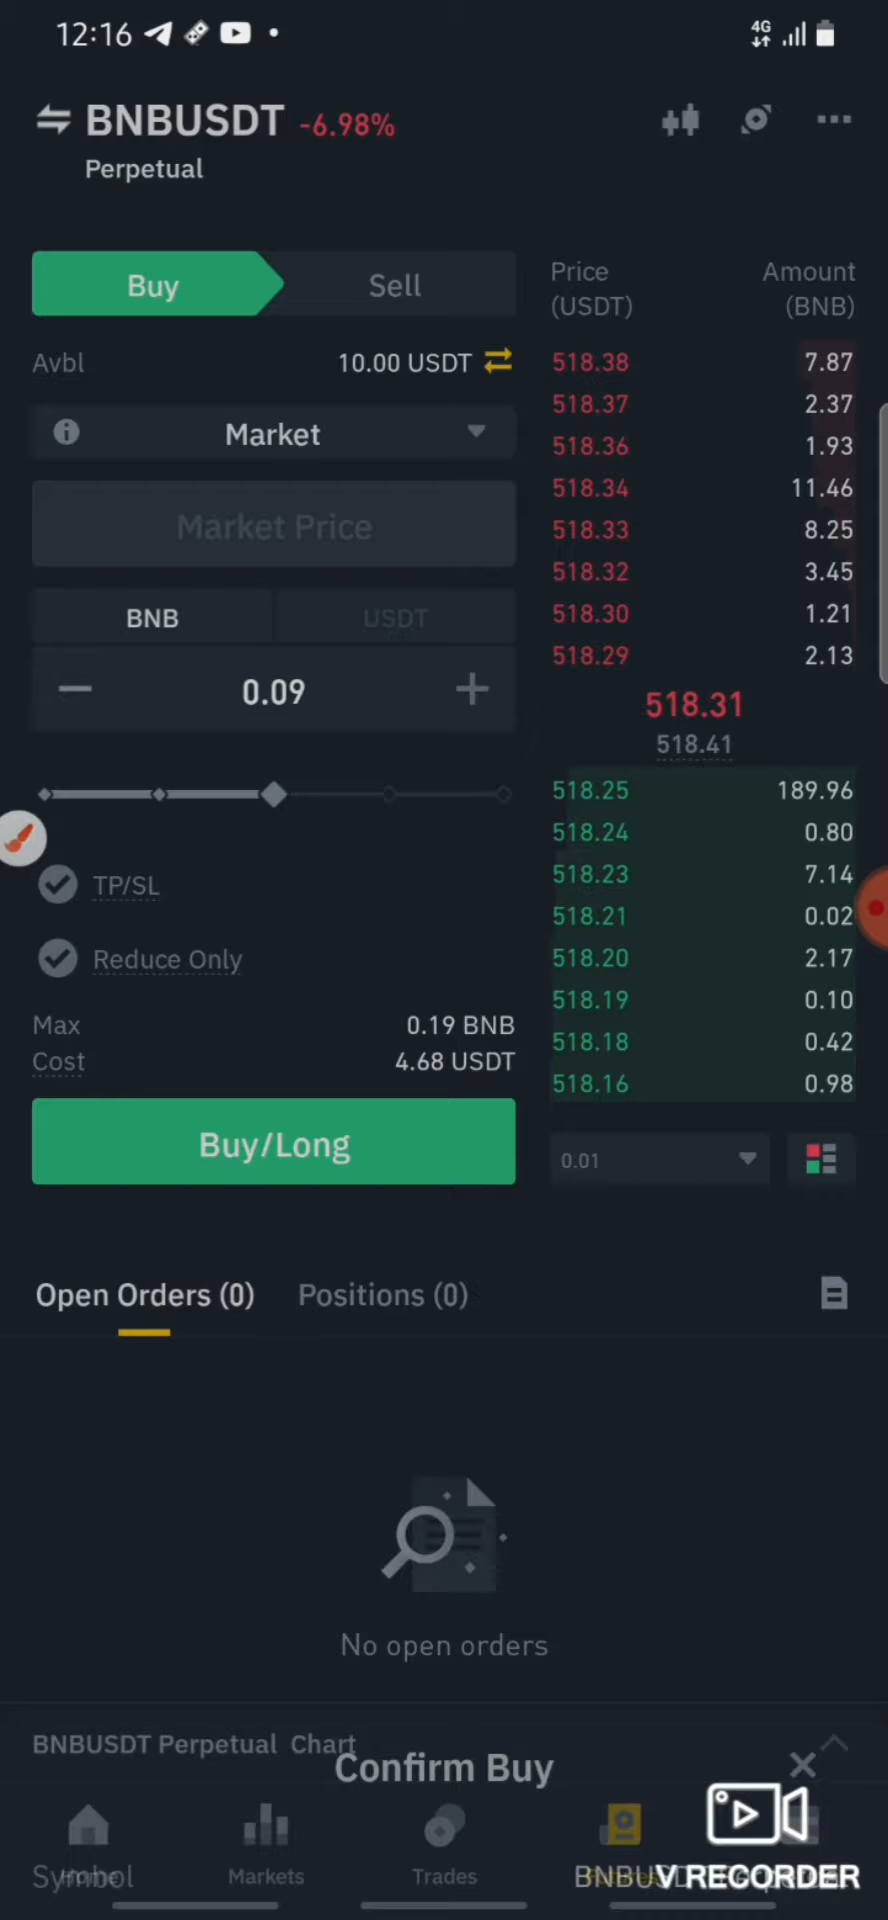 12:16
4G
BNBUSDT -6.98%
Perpetual
Buy
Sell
Avbl
10.00 USDT
Market
Market Price
BNB
USDT
0.09
TP/SL
Reduce Only
Max
0.19 BNB
Cost
4.68 USDT
Buy/Long
Price
(USDT)
Amount
(BNB)
518.38 7.87
518.37 2.37
518.36 1.93
518.34 11.46
518.33 8.25
518.32 3.45
518.30 1.21
518.29 2.13
518.31
518.41
518.25 189.96
518.24 0.80
518.23 7.14
518.21 0.02
518.20 2.17
518.19 0.10
518.18 0.42
518.16 0.98
0.01
Open Orders (0)
Positions (0)
No open orders
BNBUSDT Perpetual Chart
Confirm Buy
Symbol
Markets
Trades
V RECORDER